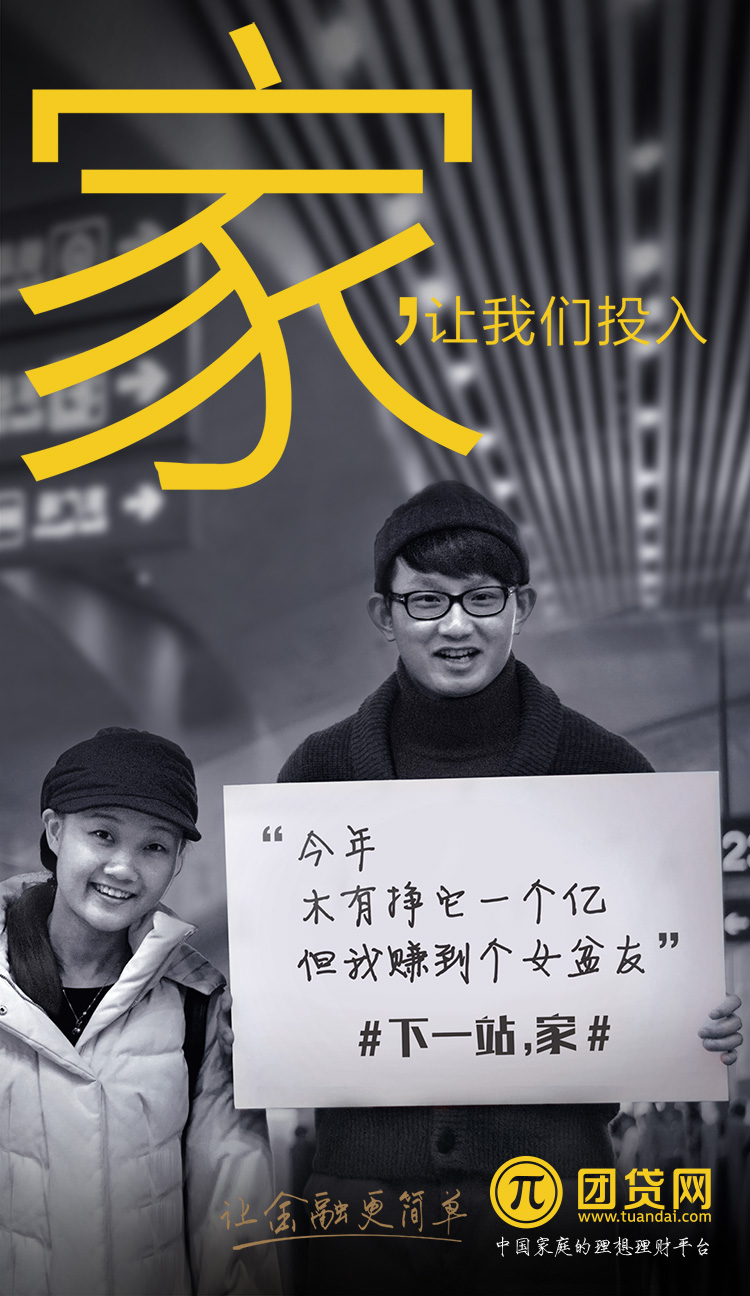 家
,让我们投入
“今年
木有挣它一个亿
但我赚到个女盆友”
#下一站,家#
让金融更简单
π 团贷网
www.tuandai.com
中国家庭的理想理财平台